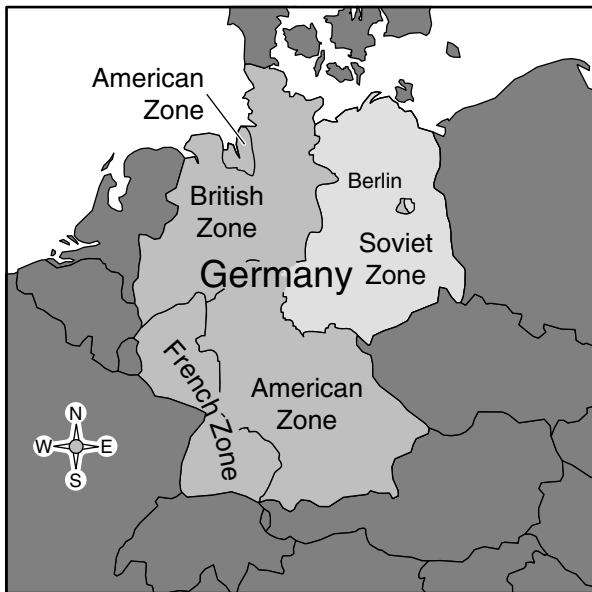 American
Zone
British
Zone
Berlin
Soviet
Zone
Germany
French Zone
American
Zone
N
W
E
S